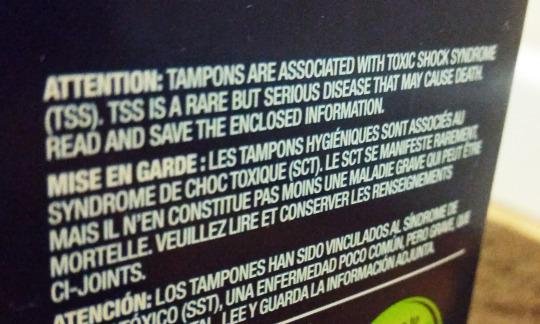 ATTENTION: TAMPONS ARE ASSOCIATED WITH TOXIC SHOCK SYNDROME
(TSS). TSS IS A RARE BUT SERIOUS DISEASE THAT MAY CAUSE DEATH.
READ AND SAVE THE ENCLOSED INFORMATION.
MISE EN GARDE : LES TAMPONS HYGIÉNIQUES SONT ASSOCIÉS AU
SYNDROME DE CHOC TOXIQUE (SCT). LE SCT SE MANIFESTE RAREMENT,
MAIS IL N'EN CONSTITUE PAS MOINS UNE MALADIE GRAVE QUI PEUT ÊTRE
MORTELLE. VEUILLEZ LIRE ET CONSERVER LES RENSEIGNEMENTS
CI-JOINTS.
ATENCIÓN: LOS TAMPONES HAN SIDO VINCULADOS AL SÍNDROME DE
TÓXICO (SST), UNA ENFERMEDAD POCO COMÚN, PERO GRAVE, QUE
LEE Y GUARDA LA INFORMACIÓN ADJUNTA.